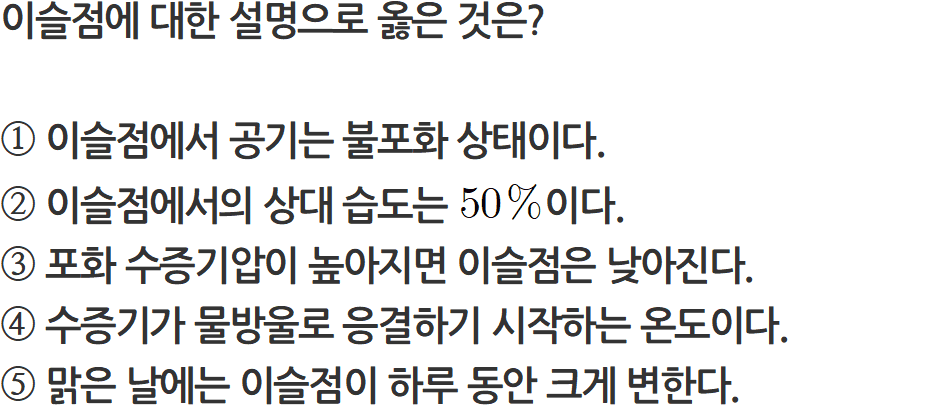 이슬점에 대한 설명으로 옳은 것은?
① 이슬점에서 공기는 불포화 상태이다.
② 이슬점에서의 상대 습도는 50%이다.
③ 포화 수증기압이 높아지면 이슬점은 낮아진다.
④ 수증기가 물방울로 응결하기 시작하는 온도이다.
⑤ 맑은 날에는 이슬점이 하루 동안 크게 변한다.